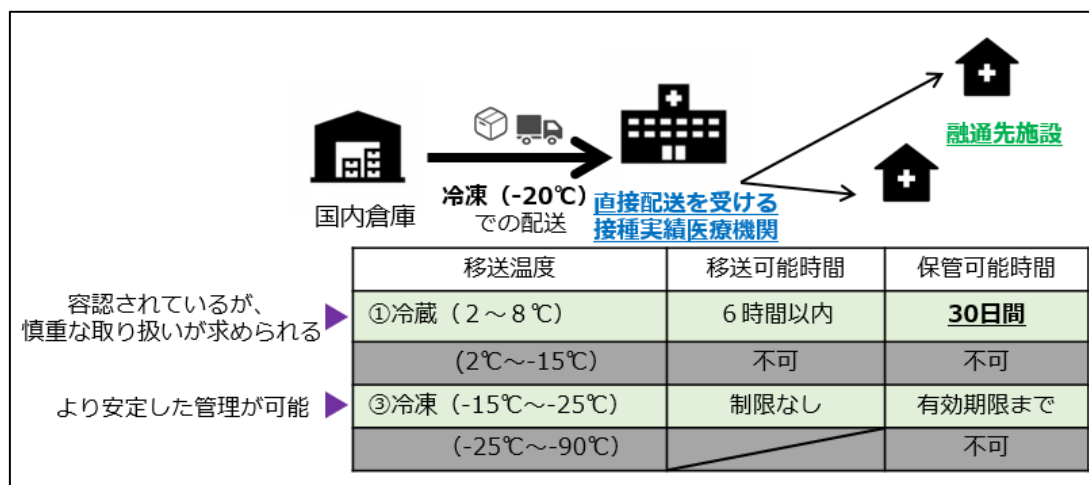 融通先施設
国内倉庫
冷凍（-20℃）
での配送
直接配送を受ける
接種実績医療機関
移送温度 移送可能時間 保管可能時間
容認されているが、
慎重な取り扱いが求められる
①冷蔵（２～８℃） ６時間以内 30日間
(2℃～-15℃) 不可 不可
より安定した管理が可能
③冷凍（-15℃～-25℃） 制限なし 有効期限まで
（-25℃～-90℃） 不可